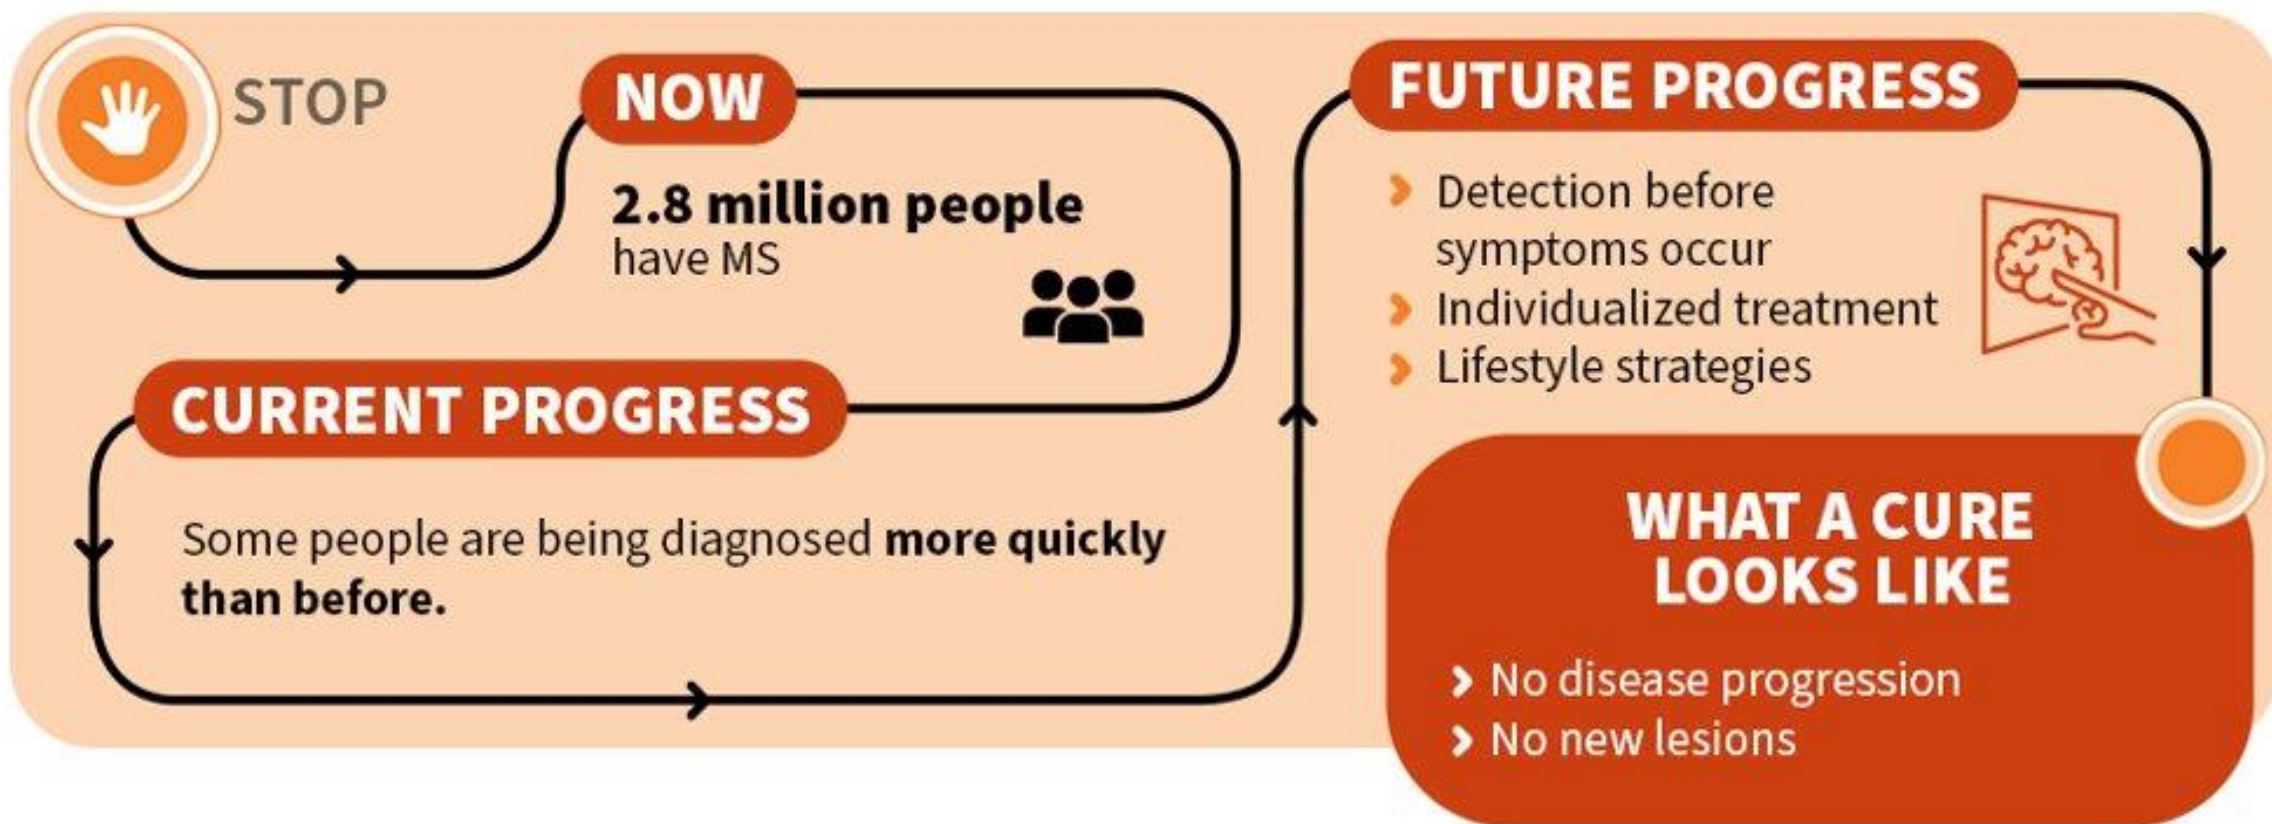 STOP
NOW
2.8 million people
have MS
CURRENT PROGRESS
Some people are being diagnosed more quickly
than before.
FUTURE PROGRESS
Detection before
symptoms occur
Individualized treatment
Lifestyle strategies
WHAT A CURE
LOOKS LIKE
No disease progression
No new lesions